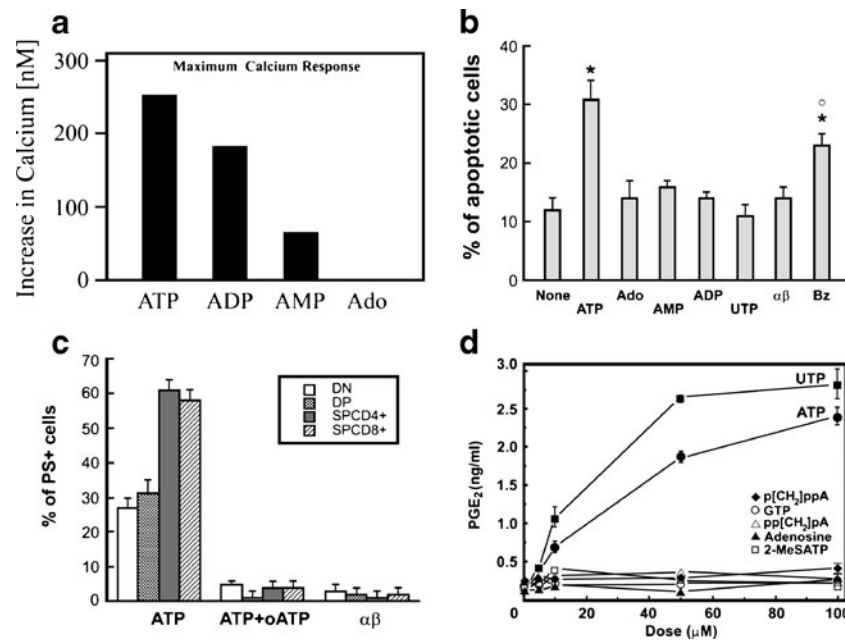 a
Maximum Calcium Response
Increase in Calcium [nM]
300
200
100
0
ATP ADP AMP Ado
b
% of apoptotic cells
40
30
20
10
0
None ATP Ado AMP ADP UTP αβ Bz
* ○ *
c
% of PS+ cells
70
60
50
40
30
20
10
0
DN
DP
SPCD4+
SPCD8+
ATP ATP+oATP αβ
d
PGE₂ (ng/ml)
3.0
2.5
2.0
1.5
1.0
0.5
UTP
ATP
p[CH₂]ppA
GTP
pp[CH₂]pA
Adenosine
2-MeSATP
0 20 40 60 80 100
Dose (μM)